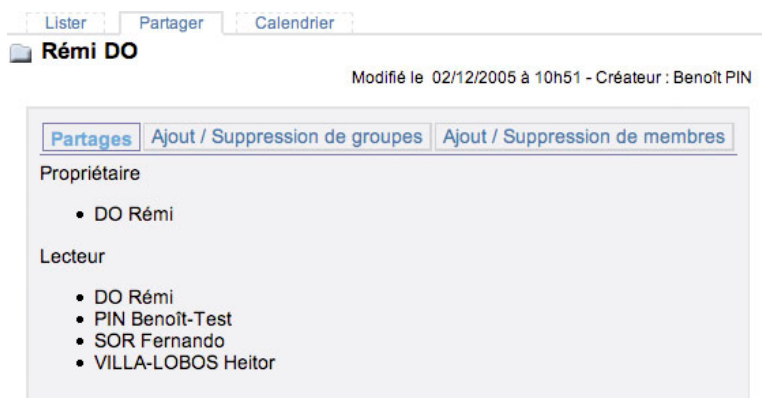 Lister Partager Calendrier
Rémi DO
Modifié le 02/12/2005 à 10h51 - Créateur : Benoît PIN
Partages Ajout / Suppression de groupes Ajout / Suppression de membres
Propriétaire
• DO Rémi
Lecteur
• DO Rémi
• PIN Benoît-Test
• SOR Fernando
• VILLA-LOBOS Heitor